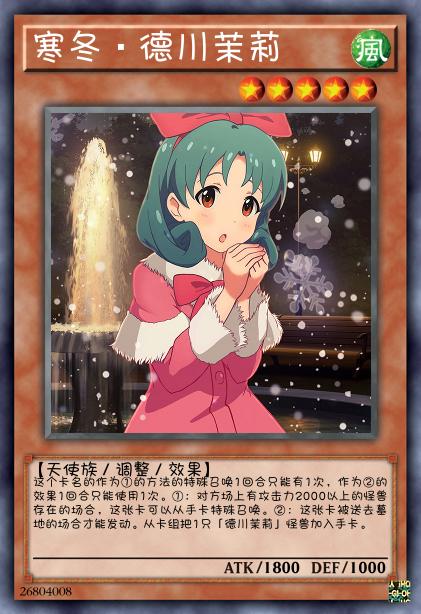 寒冬·德川茉莉
風
【天使族/调整/效果】
这个卡名的作为①的方法的特殊召唤1回合只能有1次，作为②的
效果1回合只能使用1次。①：对方场上有攻击力2000以上的怪兽
存在的场合，这张卡可以从手卡特殊召唤。②：这张卡被送去墓
地的场合才能发动。从卡组把1只「德川茉莉」怪兽加入手卡。
ATK/1800 DEF/1000
26804008